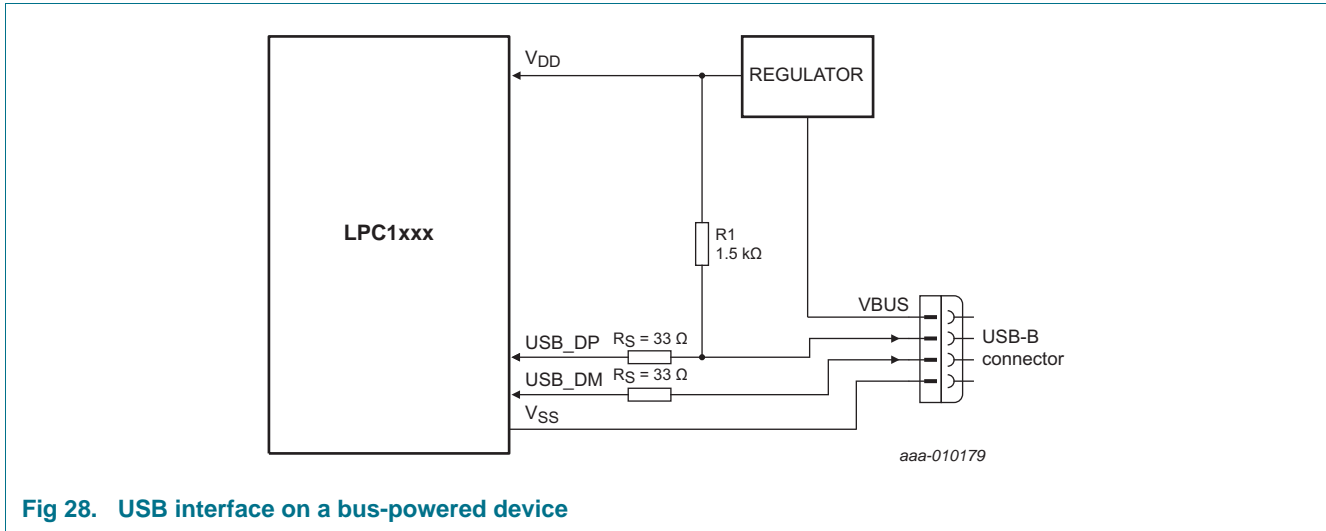 VDD
REGULATOR
LPC1xxx
R1
1.5 kΩ
VBUS
USB_DP
RS = 33 Ω
USB-B
connector
USB_DM
RS = 33 Ω
VSS
aaa-010179
Fig 28. USB interface on a bus-powered device